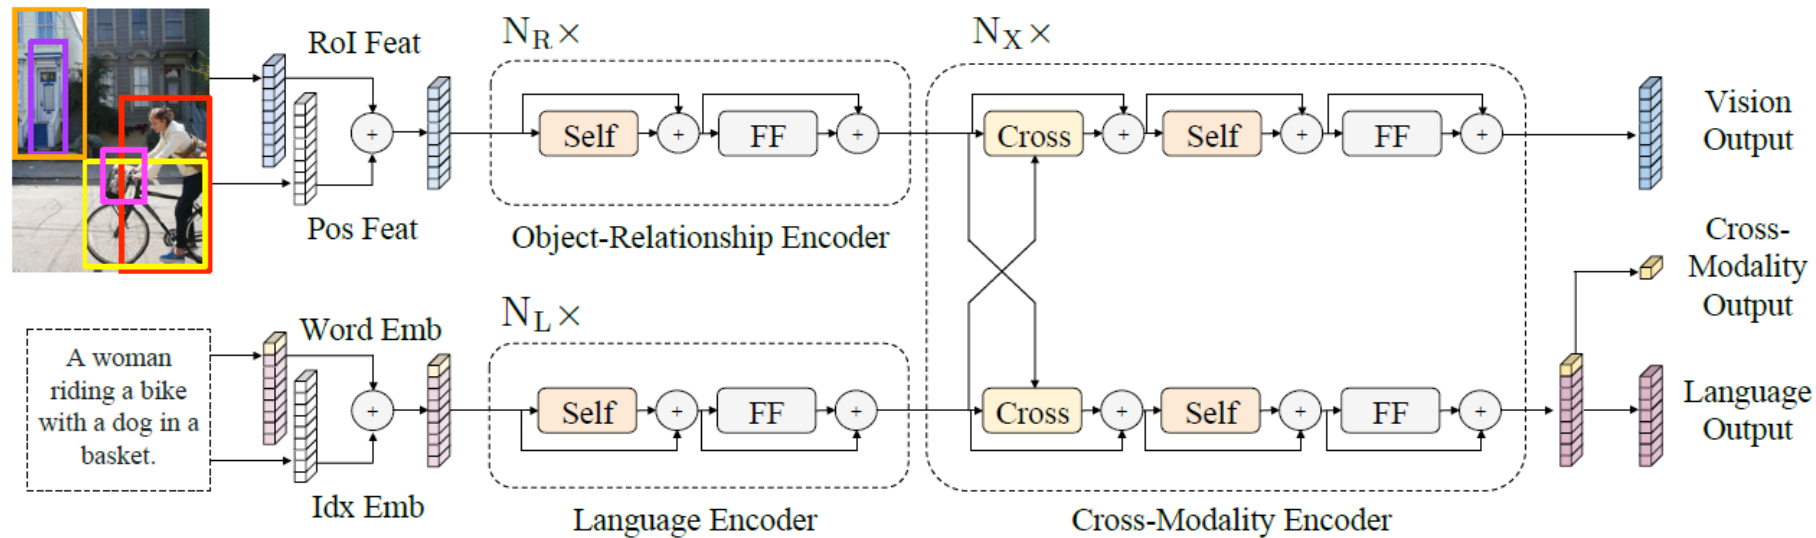 RoI Feat
Pos Feat
N_R ×
Self
+
FF
+
+
Object-Relationship Encoder
N_X ×
Cross
+
Self
+
FF
+
Vision
Output
Cross-
Modality
Output
A woman
riding a bike
with a dog in a
basket.
Word Emb
Idx Emb
+
N_L ×
Self
+
FF
+
Language Encoder
Cross
+
Self
+
FF
+
Cross-Modality Encoder
Language
Output